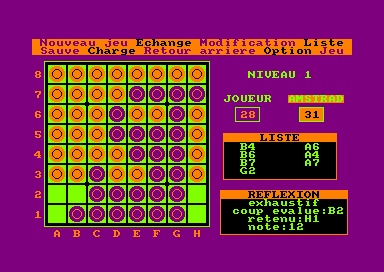 Nouveau jeu Echange Modification Liste
Sauve Charge Retour arriere Option Jeu
8
NIVEAU 1
7
JOUEUR AMSTRAD
6
28 31
5
LISTE
4
B4 A6
B6 A4
3
B7 A7
G2
2
REFLEXION
exhaustif
1
coup evalue:B2
retenu:H1
A B C D E F G H
note:12